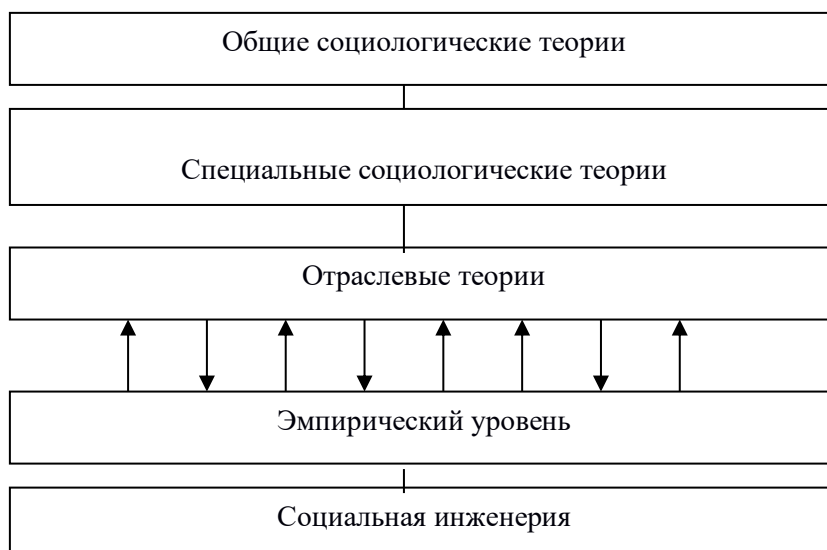 Общие социологические теории
Специальные социологические теории
Отраслевые теории
Эмпирический уровень
Социальная инженерия